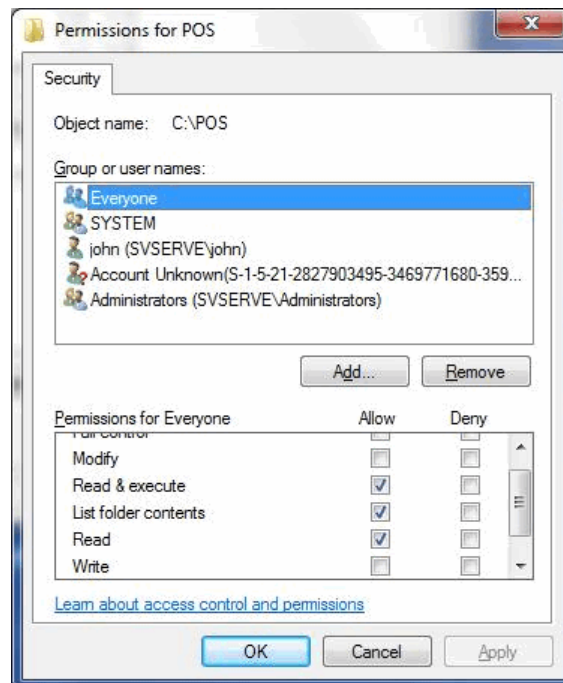 Permissions for POS
Security
Object name: C:\POS
Group or user names:
Everyone
SYSTEM
john (SVSERVE\john)
Account Unknown(S-1-5-21-2827903495-3469771680-359...
Administrators (SVSERVE\Administrators)
Add... Remove
Permissions for Everyone Allow Deny
Full control
Modify
Read & execute
List folder contents
Read
Write
Learn about access control and permissions
OK Cancel Apply